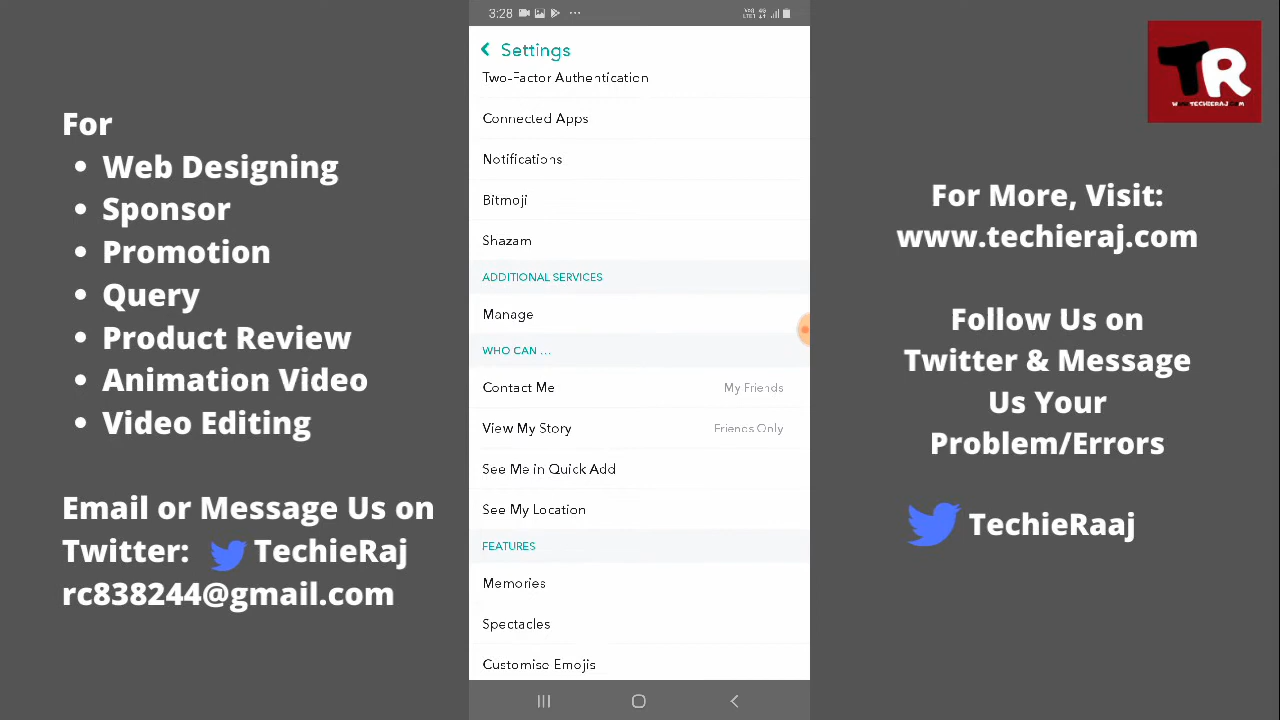 For
Web Designing
Sponsor
Promotion
Query
Product Review
Animation Video
Video Editing
Email or Message Us on
Twitter: TechieRaj
rc838244@gmail.com
3:28
Settings
Two-Factor Authentication
Connected Apps
Notifications
Bitmoji
Shazam
ADDITIONAL SERVICES
Manage
WHO CAN ...
Contact Me My Friends
View My Story Friends Only
See Me in Quick Add
See My Location
FEATURES
Memories
Spectacles
Customise Emojis
TR
WWW.TECHIERAJ.COM
For More, Visit:
www.techieraj.com
Follow Us on
Twitter & Message
Us Your
Problem/Errors
TechieRaaj